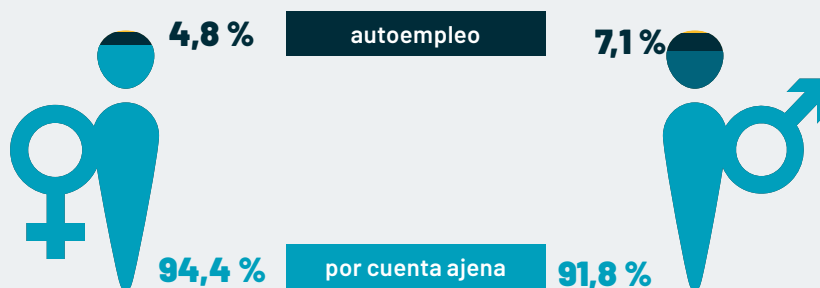 4,8 %
autoempleo
7,1 %
94,4 %
por cuenta ajena
91,8 %